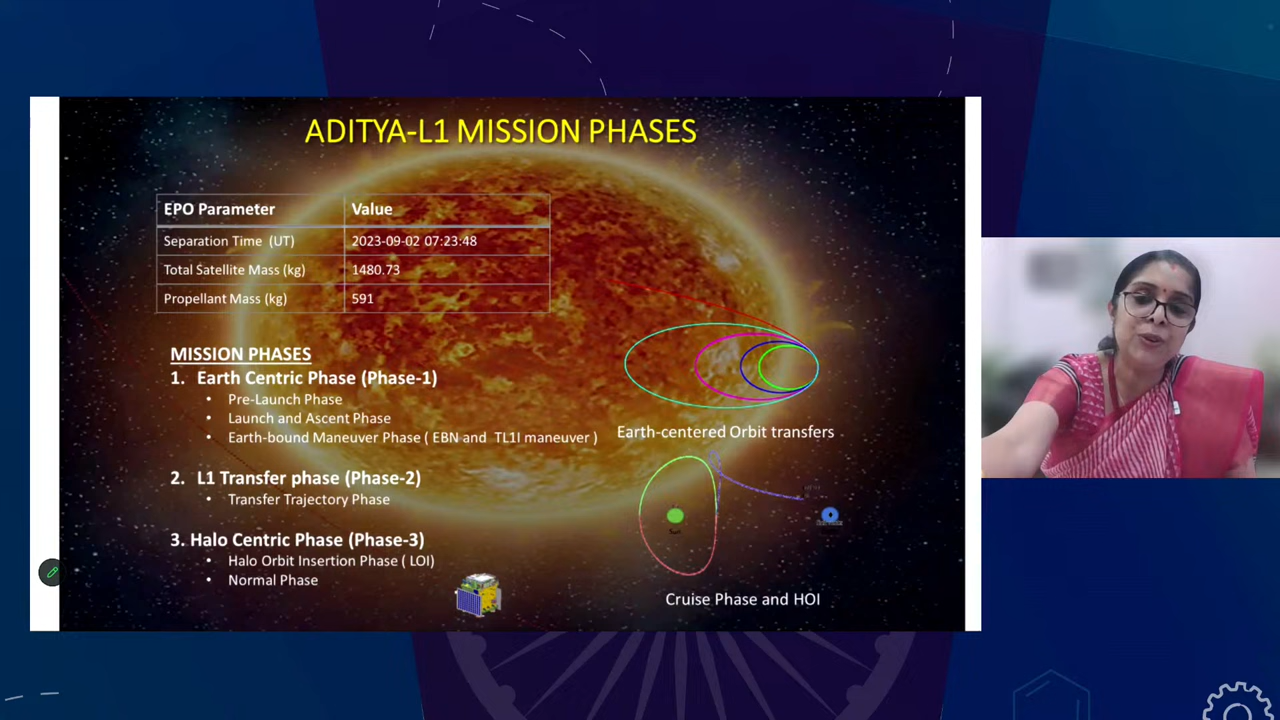 ADITYA-L1 MISSION PHASES
EPO Parameter Value
Separation Time (UT) 2023-09-02 07:23:48
Total Satellite Mass (kg) 1480.73
Propellant Mass (kg) 591
MISSION PHASES
1. Earth Centric Phase (Phase-1)
• Pre-Launch Phase
• Launch and Ascent Phase
• Earth-bound Maneuver Phase ( EBN and TL1I maneuver )
2. L1 Transfer phase (Phase-2)
• Transfer Trajectory Phase
3. Halo Centric Phase (Phase-3)
• Halo Orbit Insertion Phase ( LOI)
• Normal Phase
Earth-centered Orbit transfers
Cruise Phase and HOI